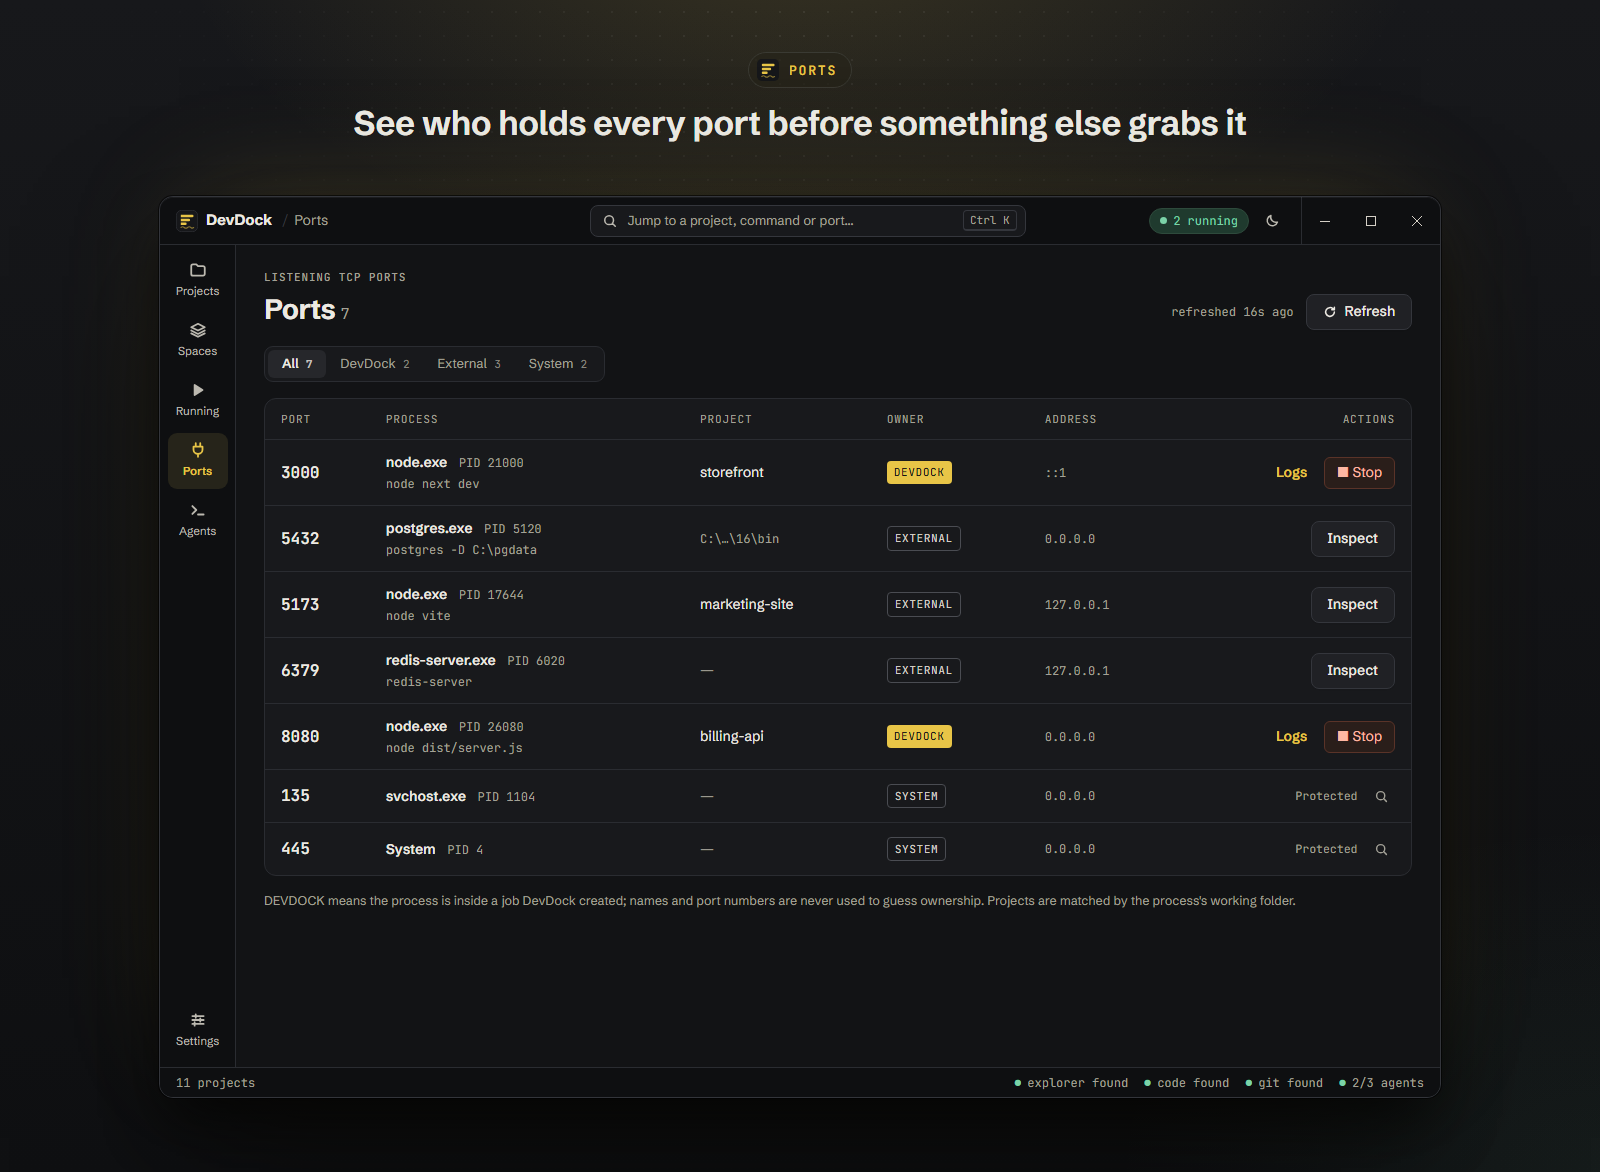 PORTS
See who holds every port before something else grabs it
DevDock / Ports
Jump to a project, command or port...
Ctrl K
2 running
Projects
Spaces
Running
Ports
Agents
Settings
LISTENING TCP PORTS
Ports 7
refreshed 16s ago
Refresh
All 7 DevDock 2 External 3 System 2
PORT PROCESS PROJECT OWNER ADDRESS ACTIONS
3000 node.exe PID 21000 storefront DEVDOCK ::1 Logs Stop
node next dev
5432 postgres.exe PID 5120 C:\…\16\bin EXTERNAL 0.0.0.0 Inspect
postgres -D C:\pgdata
5173 node.exe PID 17644 marketing-site EXTERNAL 127.0.0.1 Inspect
node vite
6379 redis-server.exe PID 6020 — EXTERNAL 127.0.0.1 Inspect
redis-server
8080 node.exe PID 26080 billing-api DEVDOCK 0.0.0.0 Logs Stop
node dist/server.js
135 svchost.exe PID 1104 — SYSTEM 0.0.0.0 Protected
445 System PID 4 — SYSTEM 0.0.0.0 Protected
DEVDOCK means the process is inside a job DevDock created; names and port numbers are never used to guess ownership. Projects are matched by the process's working folder.
11 projects
explorer found code found git found 2/3 agents